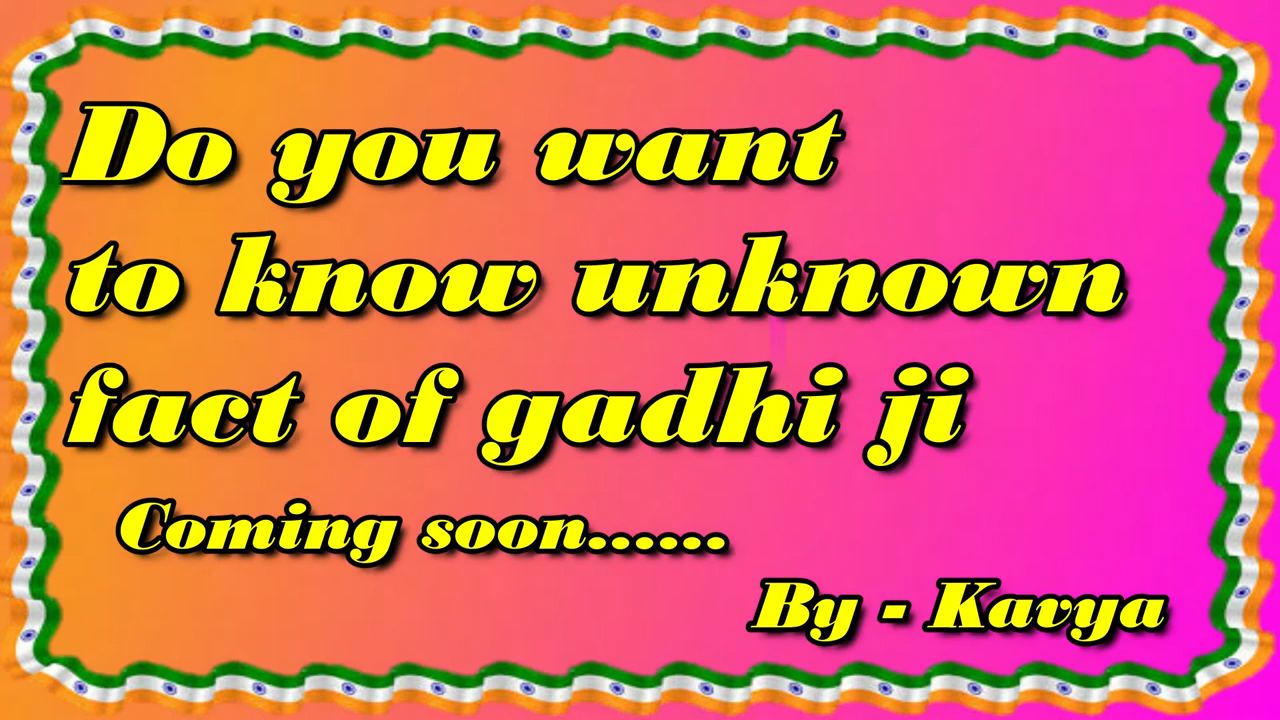 Do you want
to know unknown
fact of gadhi ji
Coming soon......
By - Kavya